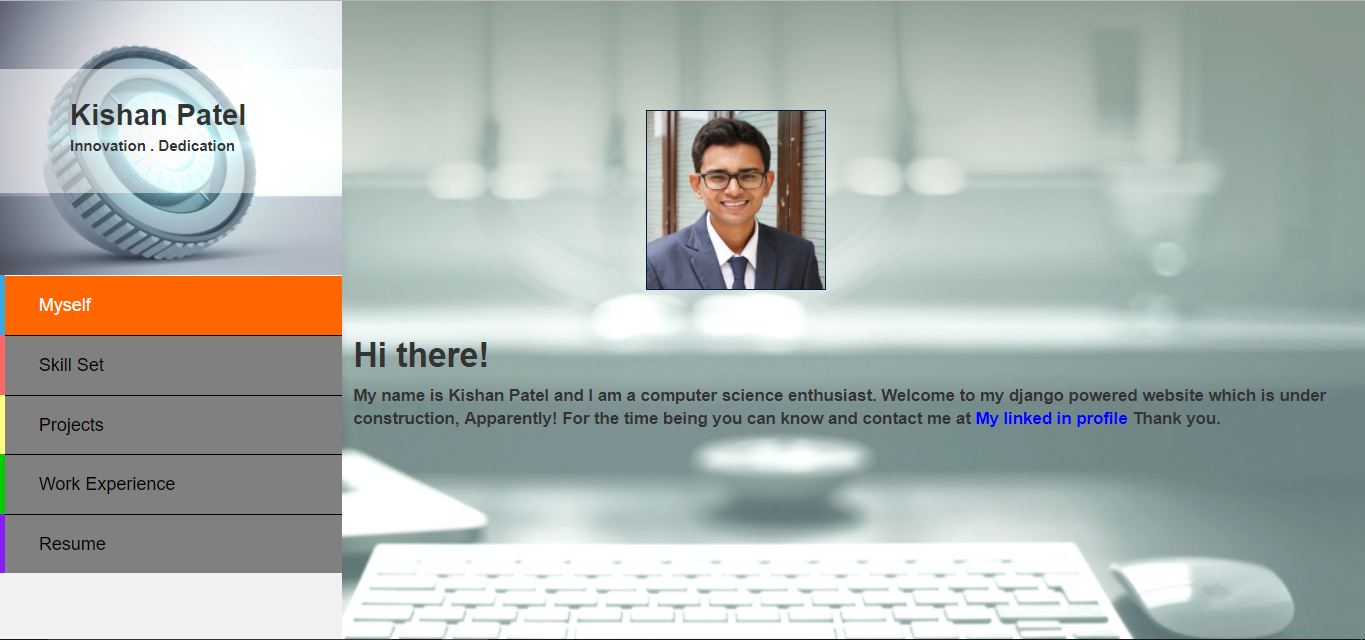 Kishan Patel
Innovation . Dedication
Myself
Skill Set
Projects
Work Experience
Resume
Hi there!
My name is Kishan Patel and I am a computer science enthusiast. Welcome to my django powered website which is under
construction, Apparently! For the time being you can know and contact me at My linked in profile Thank you.